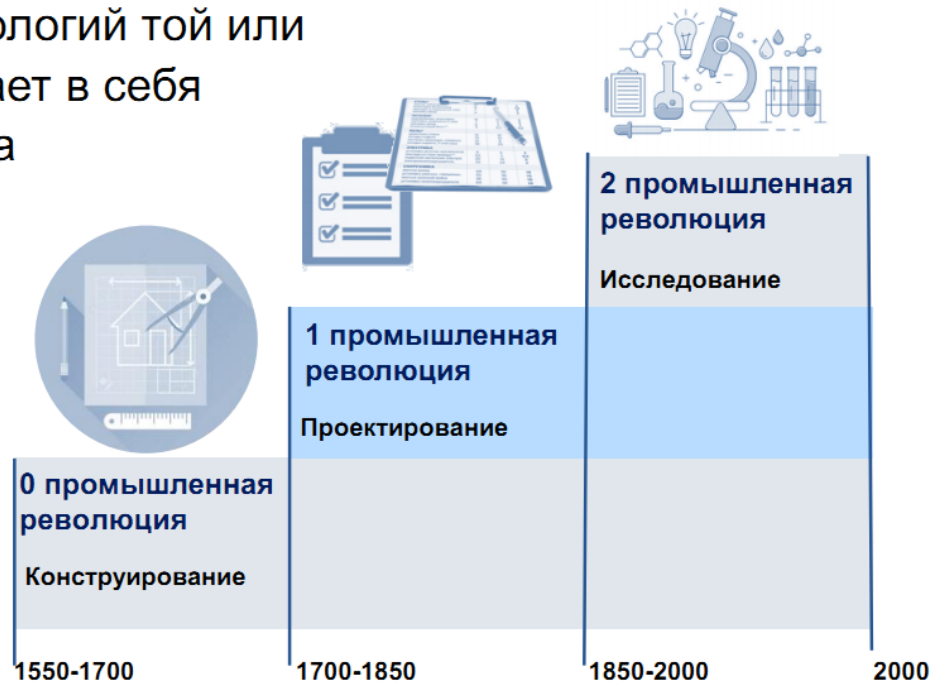 ологий той или
ает в себя
а
2 промышленная
революция
Исследование
1 промышленная
революция
Проектирование
0 промышленная
революция
Конструирование
1550-1700
1700-1850
1850-2000
2000